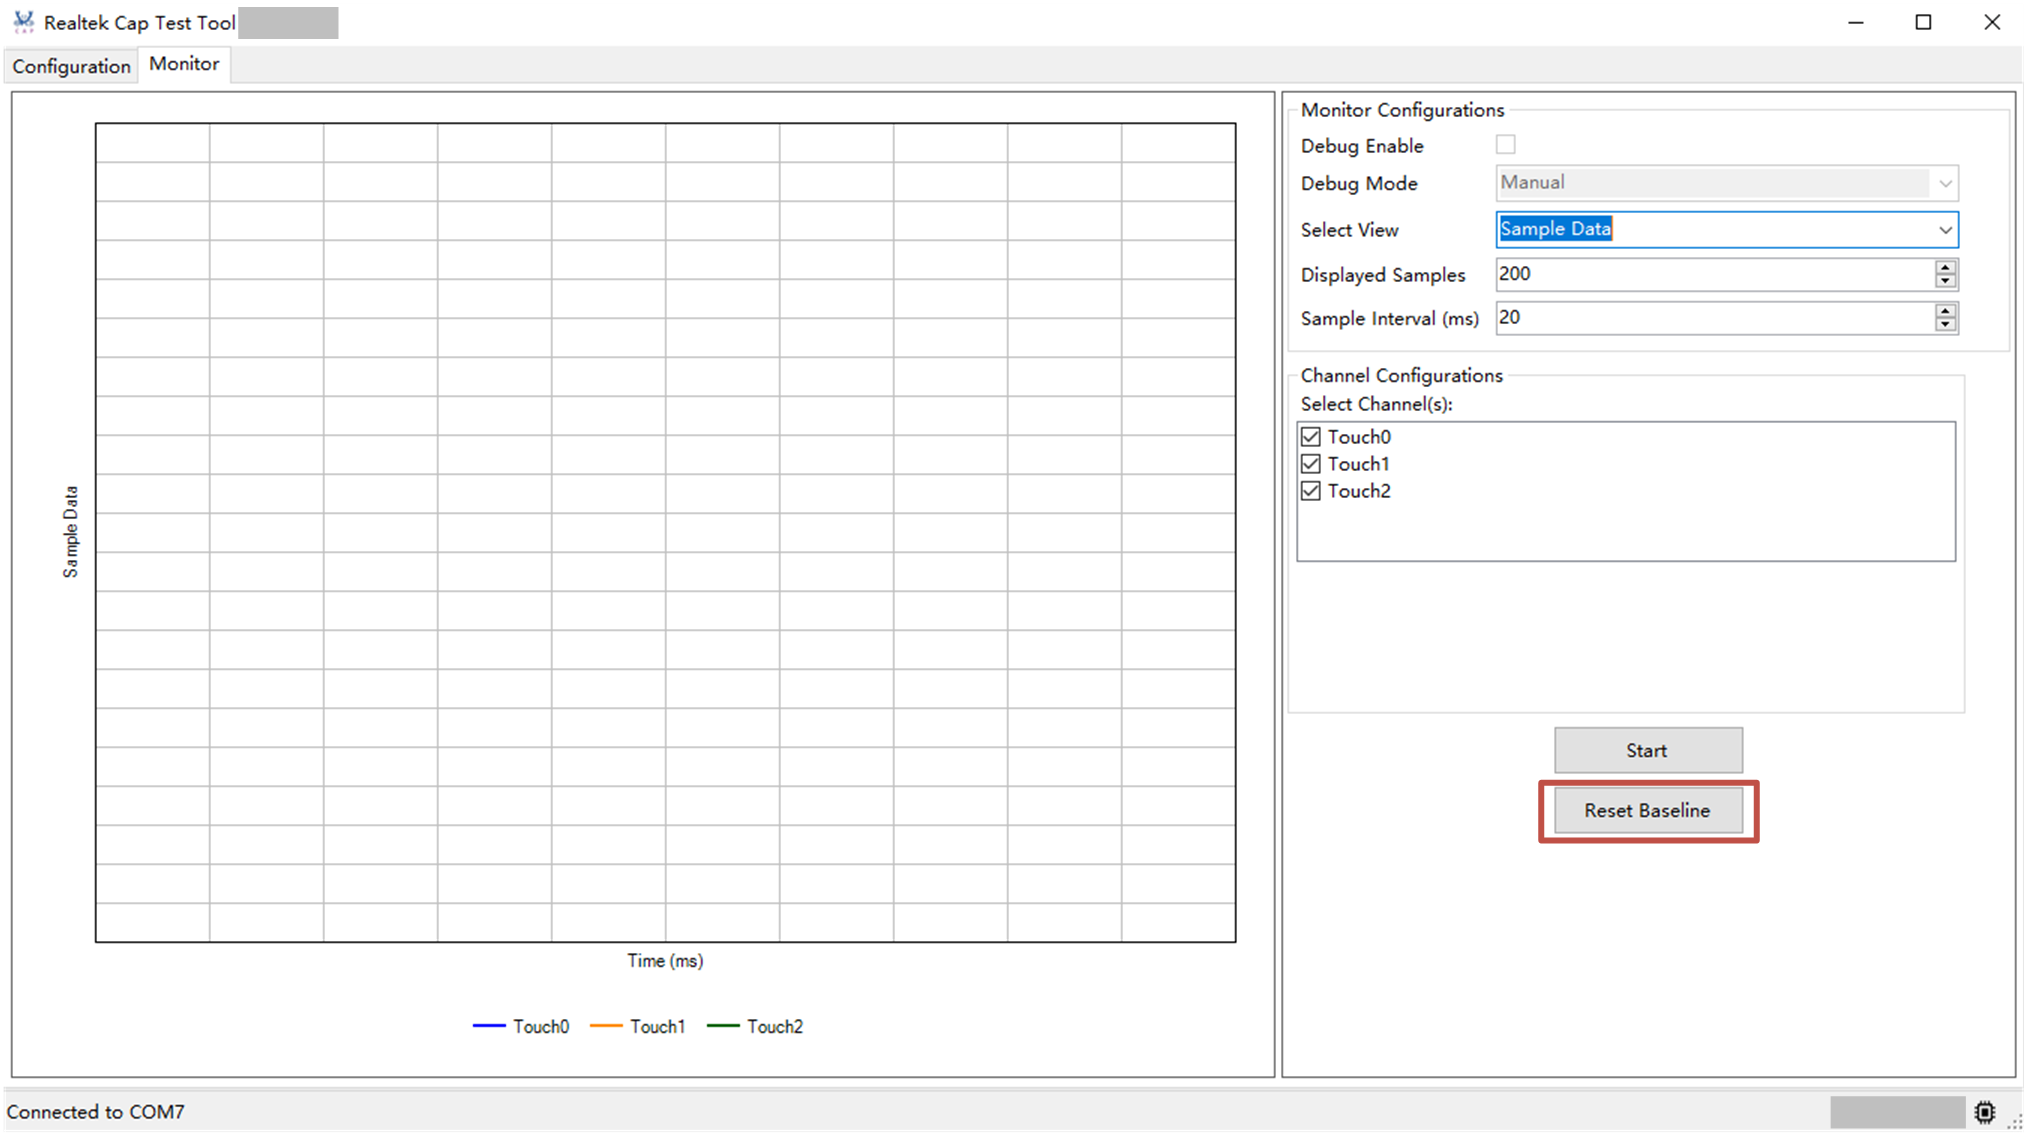 Realtek Cap Test Tool
Configuration
Monitor
Sample Data
Time (ms)
Touch0
Touch1
Touch2
Monitor Configurations
Debug Enable
Debug Mode
Manual
Select View
Sample Data
Displayed Samples
200
Sample Interval (ms)
20
Channel Configurations
Select Channel(s):
Touch0
Touch1
Touch2
Start
Reset Baseline
Connected to COM7